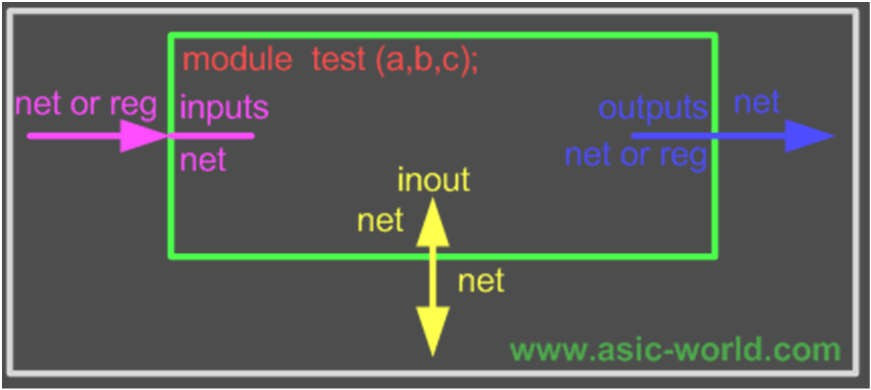 module test (a,b,c);
net or reg
inputs
net
outputs
net
net or reg
inout
net
net
www.asic-world.com